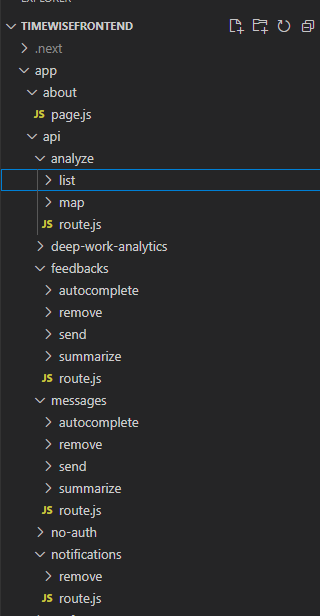 TIMEWISEFRONTEND
.next
app
about
JS page.js
api
analyze
list
map
JS route.js
deep-work-analytics
feedbacks
autocomplete
remove
send
summarize
JS route.js
messages
autocomplete
remove
send
summarize
JS route.js
no-auth
notifications
remove
JS route.js